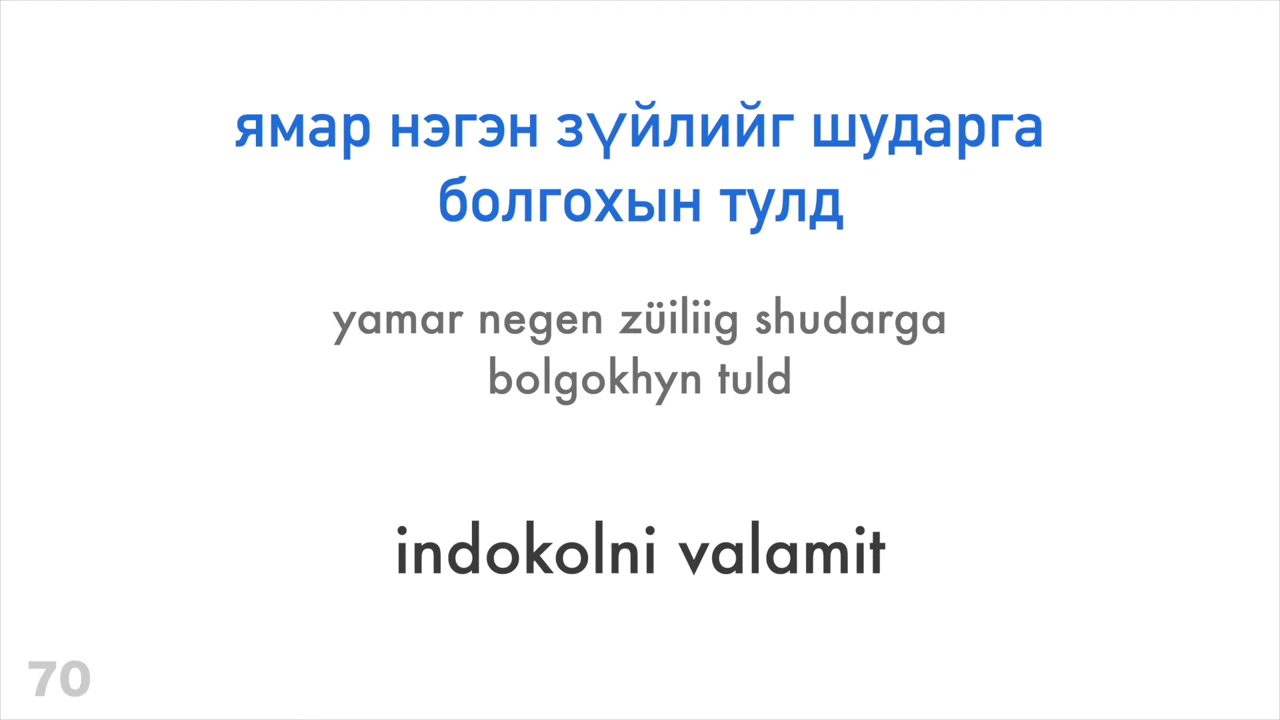 ямар нэгэн зүйлийг шударга
болгохын тулд
yamar negen züiliig shudarga
bolgokhyn tuld
indokolni valamit
70